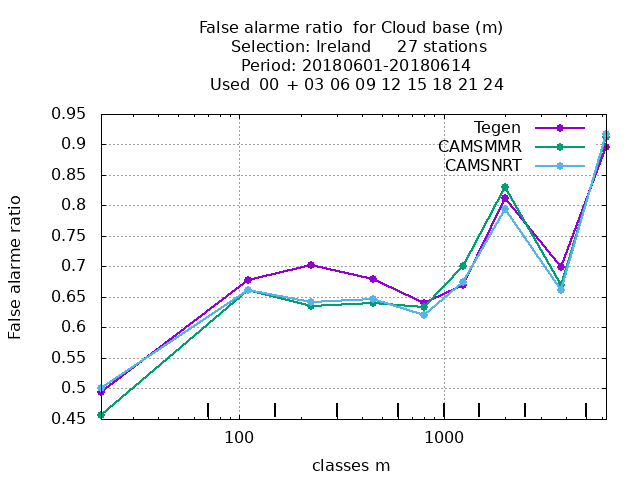 False alarme ratio  for Cloud base (m)
Selection: Ireland     27 stations
Period: 20180601-20180614
Used  00 + 03 06 09 12 15 18 21 24
Tegen
CAMSMMR
CAMSNRT
False alarme ratio
0.95
0.9
0.85
0.8
0.75
0.7
0.65
0.6
0.55
0.5
0.45
100
1000
classes m